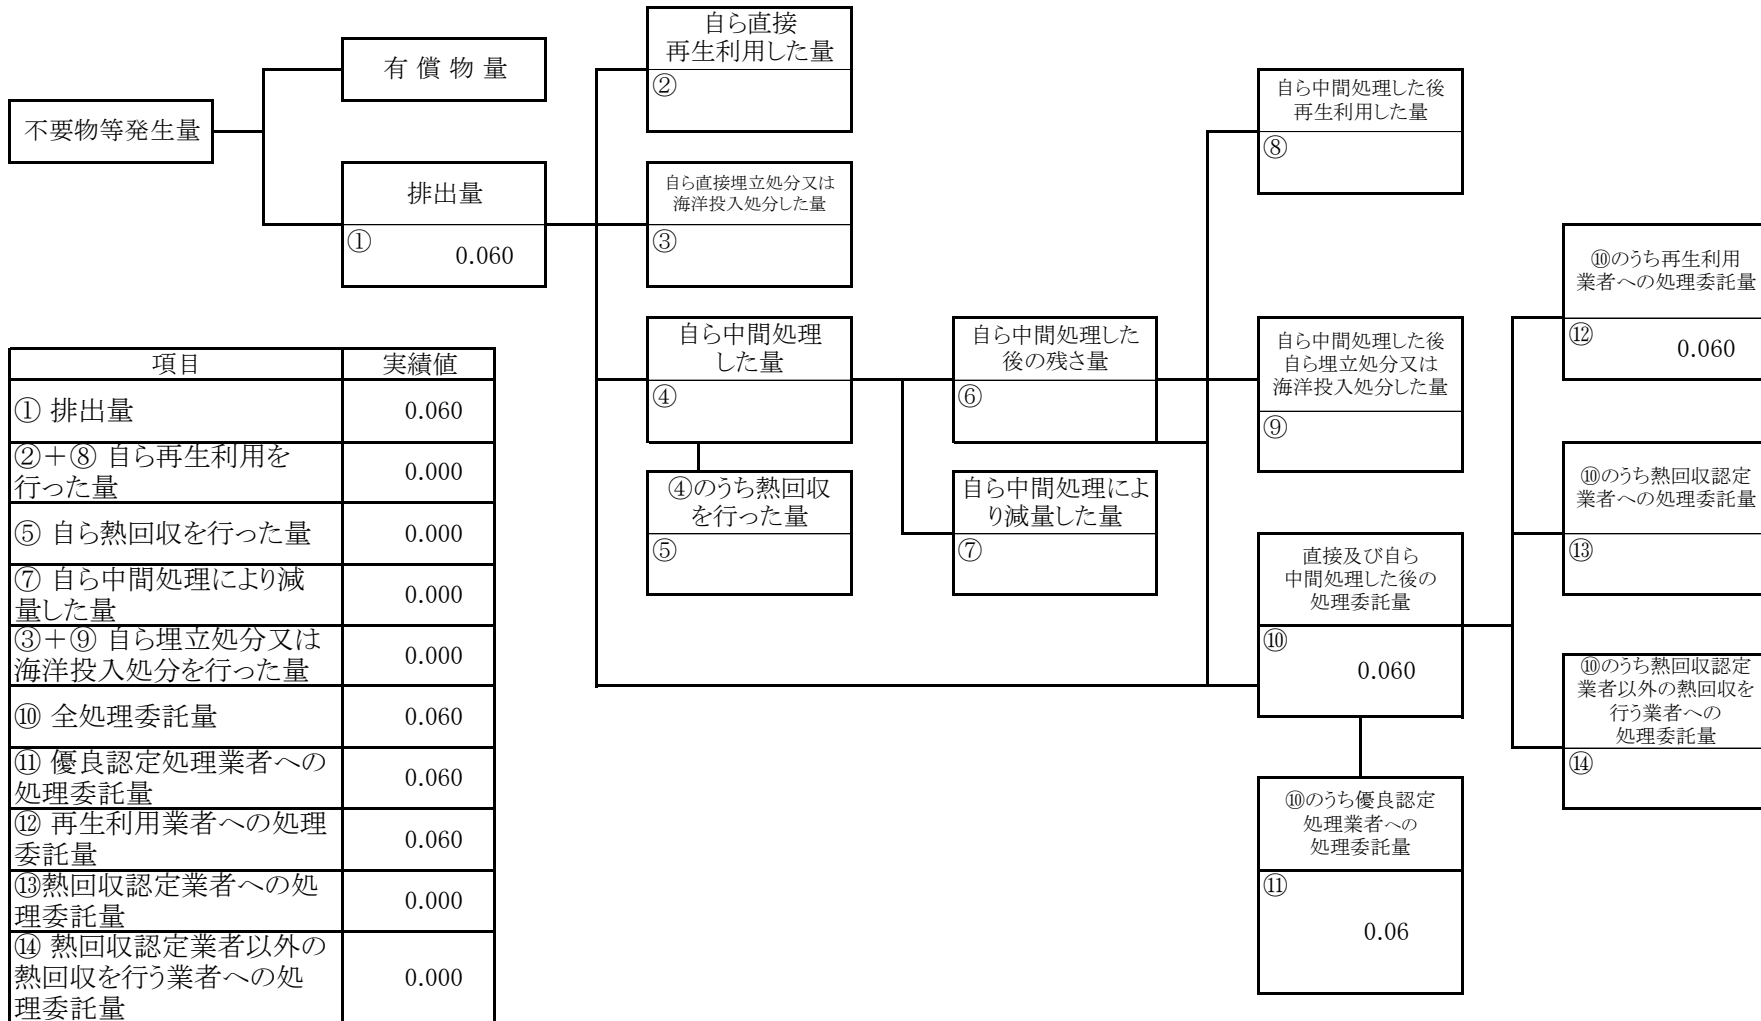 不要物等発生量
有 償 物 量
排出量
①
0.060
自ら直接
再生利用した量
②
自ら直接埋立処分又は
海洋投入処分した量
③
自ら中間処理
した量
④
④のうち熱回収
を行った量
⑤
自ら中間処理した
後の残さ量
⑥
自ら中間処理によ
り減量した量
⑦
自ら中間処理した後
再生利用した量
⑧
自ら中間処理した後
自ら埋立処分又は
海洋投入処分した量
⑨
直接及び自ら
中間処理した後の
処理委託量
⑩
0.060
⑩のうち優良認定
処理業者への
処理委託量
⑪
0.06
⑩のうち再生利用
業者への処理委託量
⑫
0.060
⑩のうち熱回収認定
業者への処理委託量
⑬
⑩のうち熱回収認定
業者以外の熱回収を
行う業者への
処理委託量
⑭
項目 実績値
① 排出量 0.060
②＋⑧ 自ら再生利用を
行った量 0.000
⑤ 自ら熱回収を行った量 0.000
⑦ 自ら中間処理により減
量した量 0.000
③＋⑨ 自ら埋立処分又は
海洋投入処分を行った量 0.000
⑩ 全処理委託量 0.060
⑪ 優良認定処理業者への
処理委託量 0.060
⑫ 再生利用業者への処理
委託量 0.060
⑬熱回収認定業者への処
理委託量 0.000
⑭ 熱回収認定業者以外の
熱回収を行う業者への処
理委託量 0.000